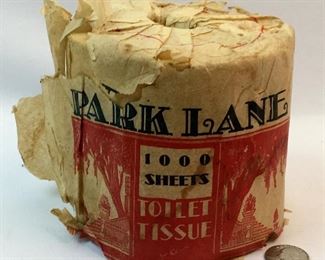 PARK LANE
1000
SHEETS
TOILET
TISSUE